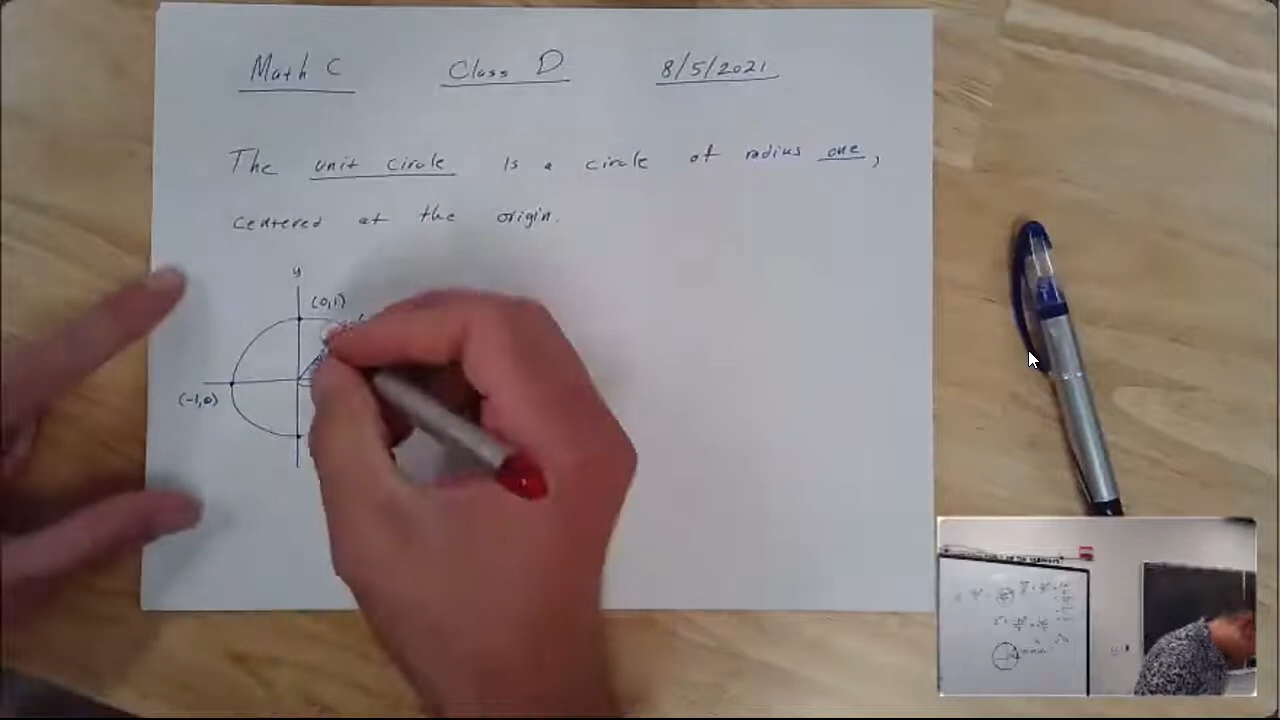 Math C Class D 8/5/2021
The unit circle is a circle of radius one,
centered at the origin.
y
(0,1)
(-1,0)